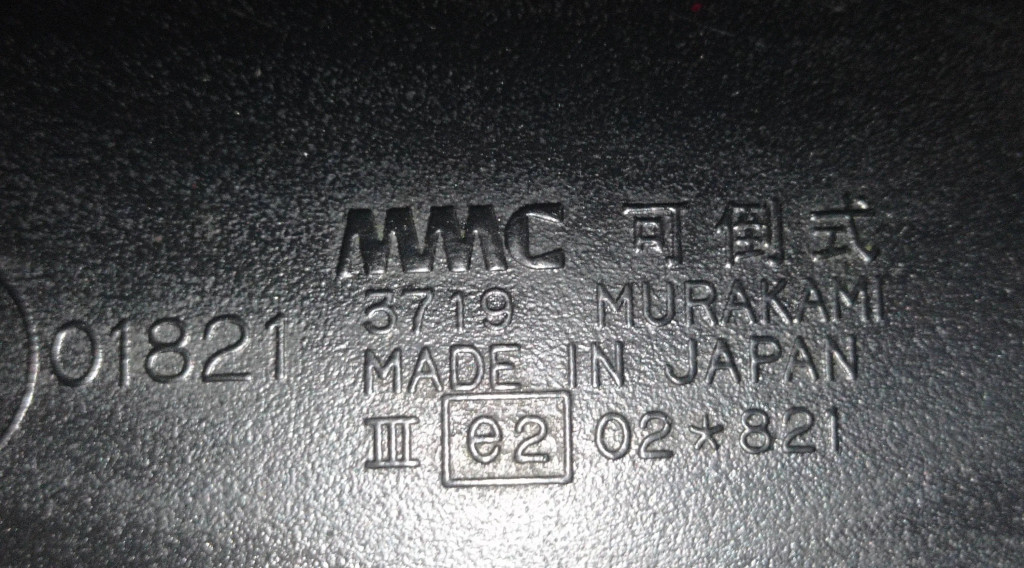 MMC 可倒式
3719 MURAKAMI
01821
MADE IN JAPAN
III e2 02*821